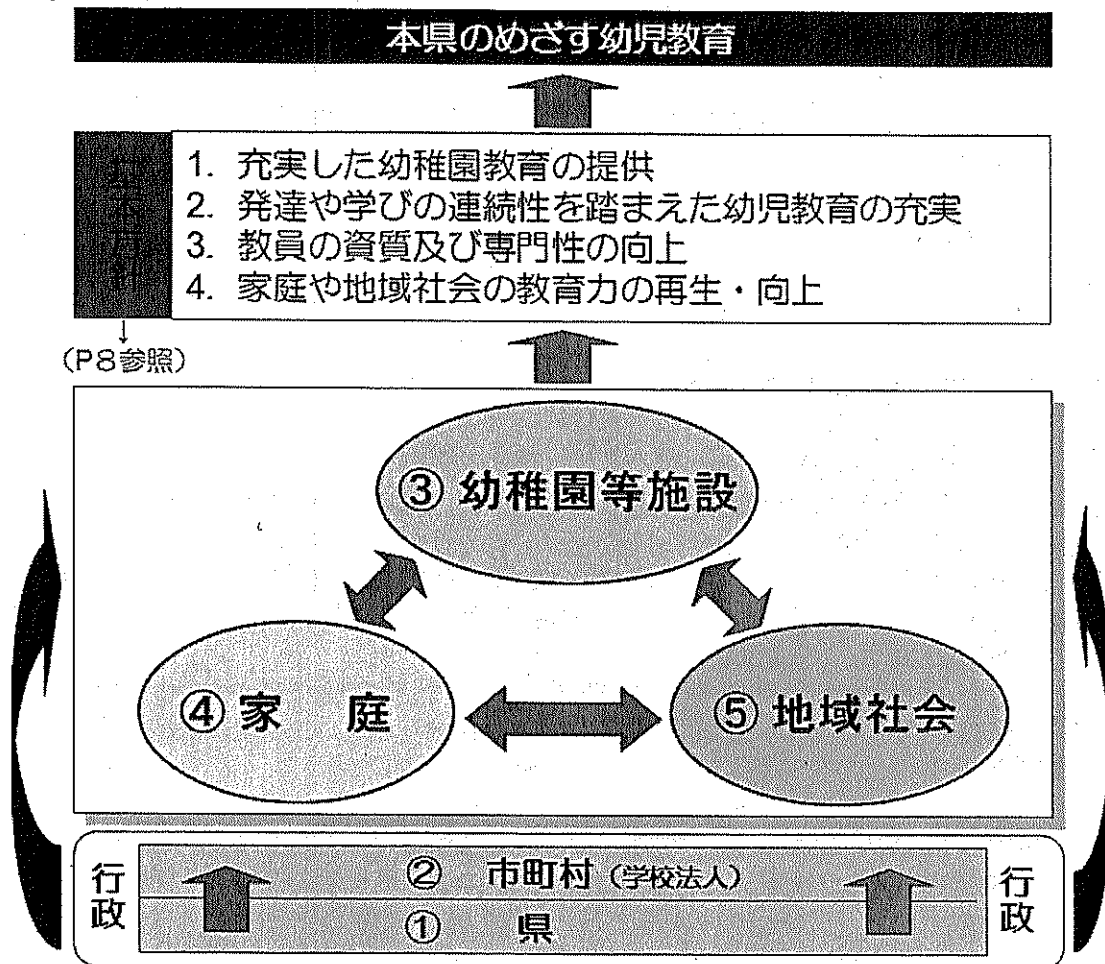 本県のめざす幼児教育
基本方針
1. 充実した幼稚園教育の提供
2. 発達や学びの連続性を踏まえた幼児教育の充実
3. 教員の資質及び専門性の向上
4. 家庭や地域社会の教育力の再生・向上
(P8参照)
③ 幼稚園等施設
④ 家 庭
⑤ 地域社会
行政
② 市町村 (学校法人)
① 県
行政